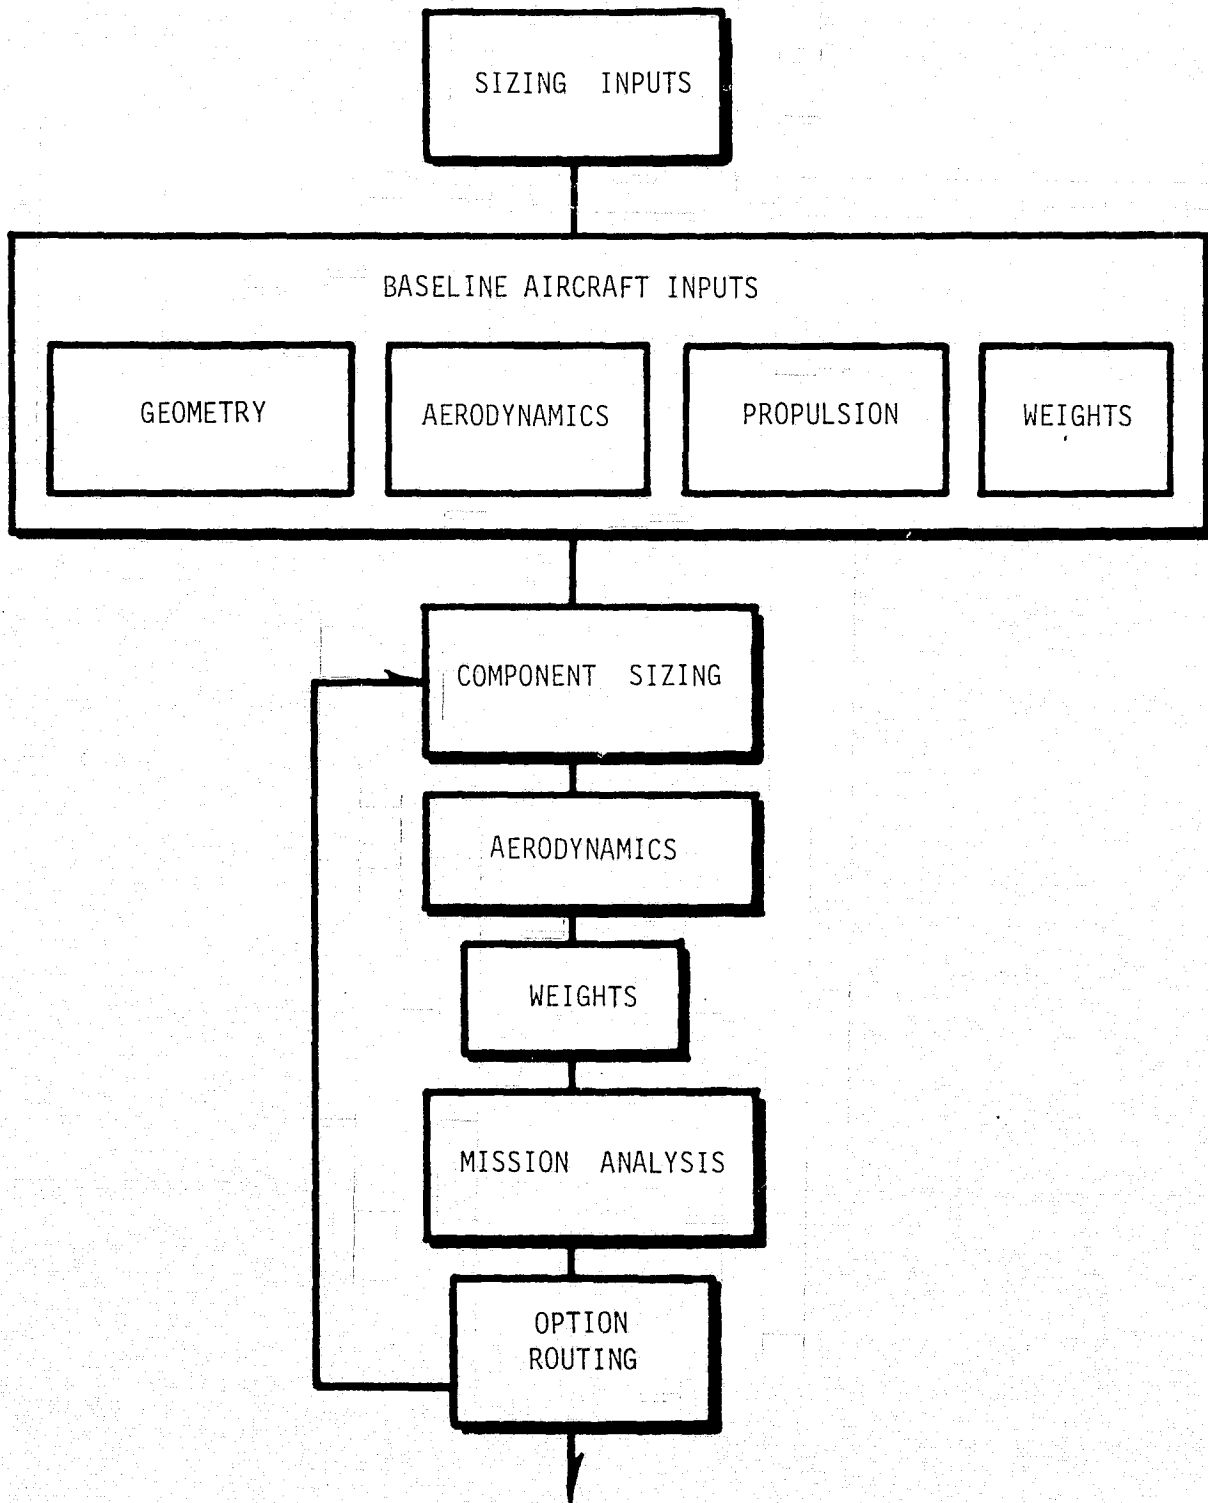 SIZING INPUTS
BASELINE AIRCRAFT INPUTS
GEOMETRY
AERODYNAMICS
PROPULSION
WEIGHTS
COMPONENT SIZING
AERODYNAMICS
WEIGHTS
MISSION ANALYSIS
OPTION
ROUTING